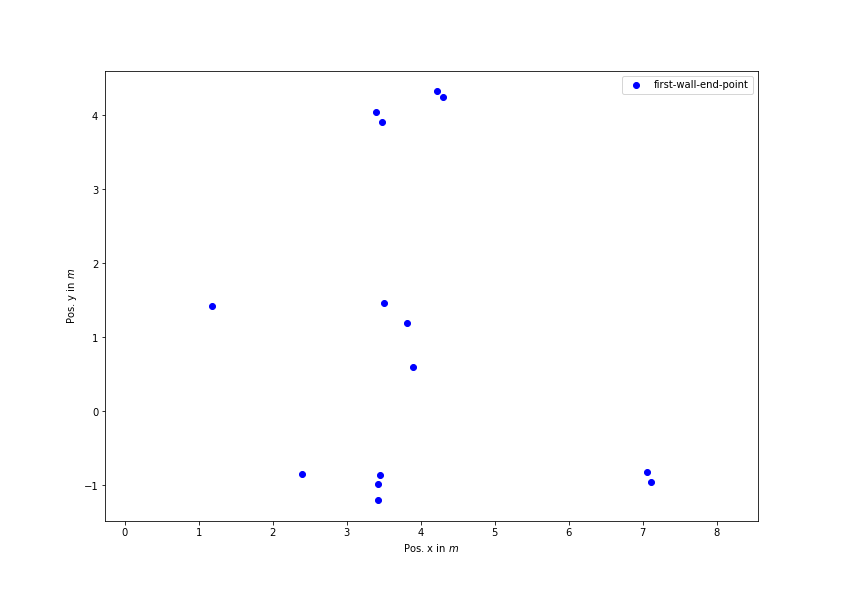 first-wall-end-point
4
3
2
1
0
−1
Pos. y in m
0 1 2 3 4 5 6 7 8
Pos. x in m